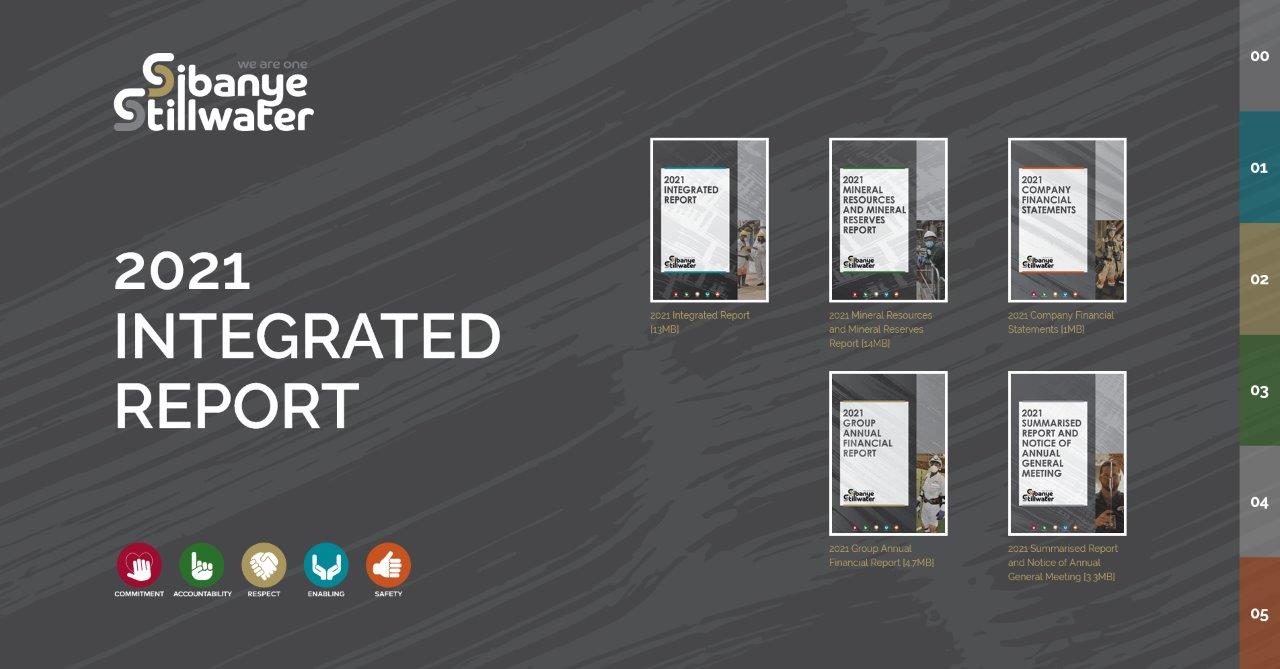 we are one
Sibanye
Stillwater
2021
INTEGRATED
REPORT
COMMITMENT
ACCOUNTABILITY
RESPECT
ENABLING
SAFETY
2021
INTEGRATED
REPORT
Sibanye
Stillwater
2021 Integrated Report
[13MB]
2021
MINERAL
RESOURCES
AND MINERAL
RESERVES
REPORT
Sibanye
Stillwater
2021 Mineral Resources
and Mineral Reserves
Report [14MB]
2021
COMPANY
FINANCIAL
STATEMENTS
Sibanye
Stillwater
2021 Company Financial
Statements [1MB]
2021
GROUP
ANNUAL
FINANCIAL
REPORT
Sibanye
Stillwater
2021 Group Annual
Financial Report [4.7MB]
2021
SUMMARISED
REPORT AND
NOTICE OF
ANNUAL
GENERAL
MEETING
Sibanye
Stillwater
2021 Summarised Report
and Notice of Annual
General Meeting [3.3MB]
00
01
02
03
04
05